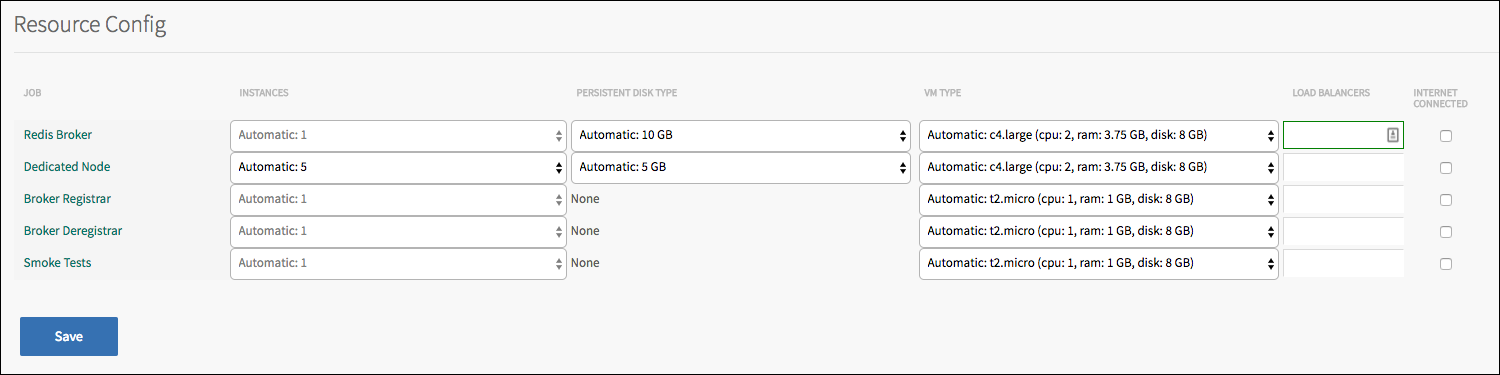 Resource Config
JOB INSTANCES PERSISTENT DISK TYPE VM TYPE LOAD BALANCERS INTERNET CONNECTED
Redis Broker Automatic: 1 Automatic: 10 GB Automatic: c4.large (cpu: 2, ram: 3.75 GB, disk: 8 GB)
Dedicated Node Automatic: 5 Automatic: 5 GB Automatic: c4.large (cpu: 2, ram: 3.75 GB, disk: 8 GB)
Broker Registrar Automatic: 1 None Automatic: t2.micro (cpu: 1, ram: 1 GB, disk: 8 GB)
Broker Deregistrar Automatic: 1 None Automatic: t2.micro (cpu: 1, ram: 1 GB, disk: 8 GB)
Smoke Tests Automatic: 1 None Automatic: t2.micro (cpu: 1, ram: 1 GB, disk: 8 GB)
Save